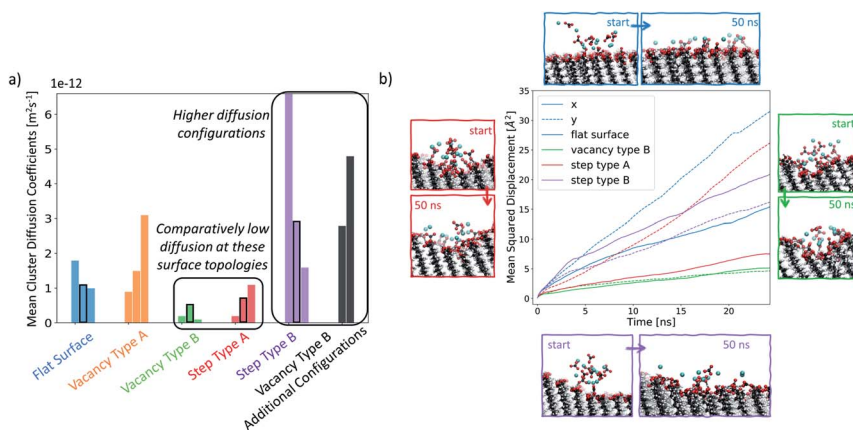 start
50 ns
a)
b)
1e-12
Mean Cluster Diffusion Coefficients [m²s⁻¹]
6
5
4
3
2
1
0
Higher diffusion
configurations
Comparatively low
diffusion at these
surface topologies
Flat Surface
Vacancy Type A
Vacancy Type B
Step Type A
Step Type B
Vacancy Type B
Additional Configurations
start
50 ns
Mean Squared Displacement [Å²]
35
30
25
20
15
10
5
0
x
y
flat surface
vacancy type B
step type A
step type B
0
5
10
15
20
Time [ns]
start
50 ns
start
50 ns